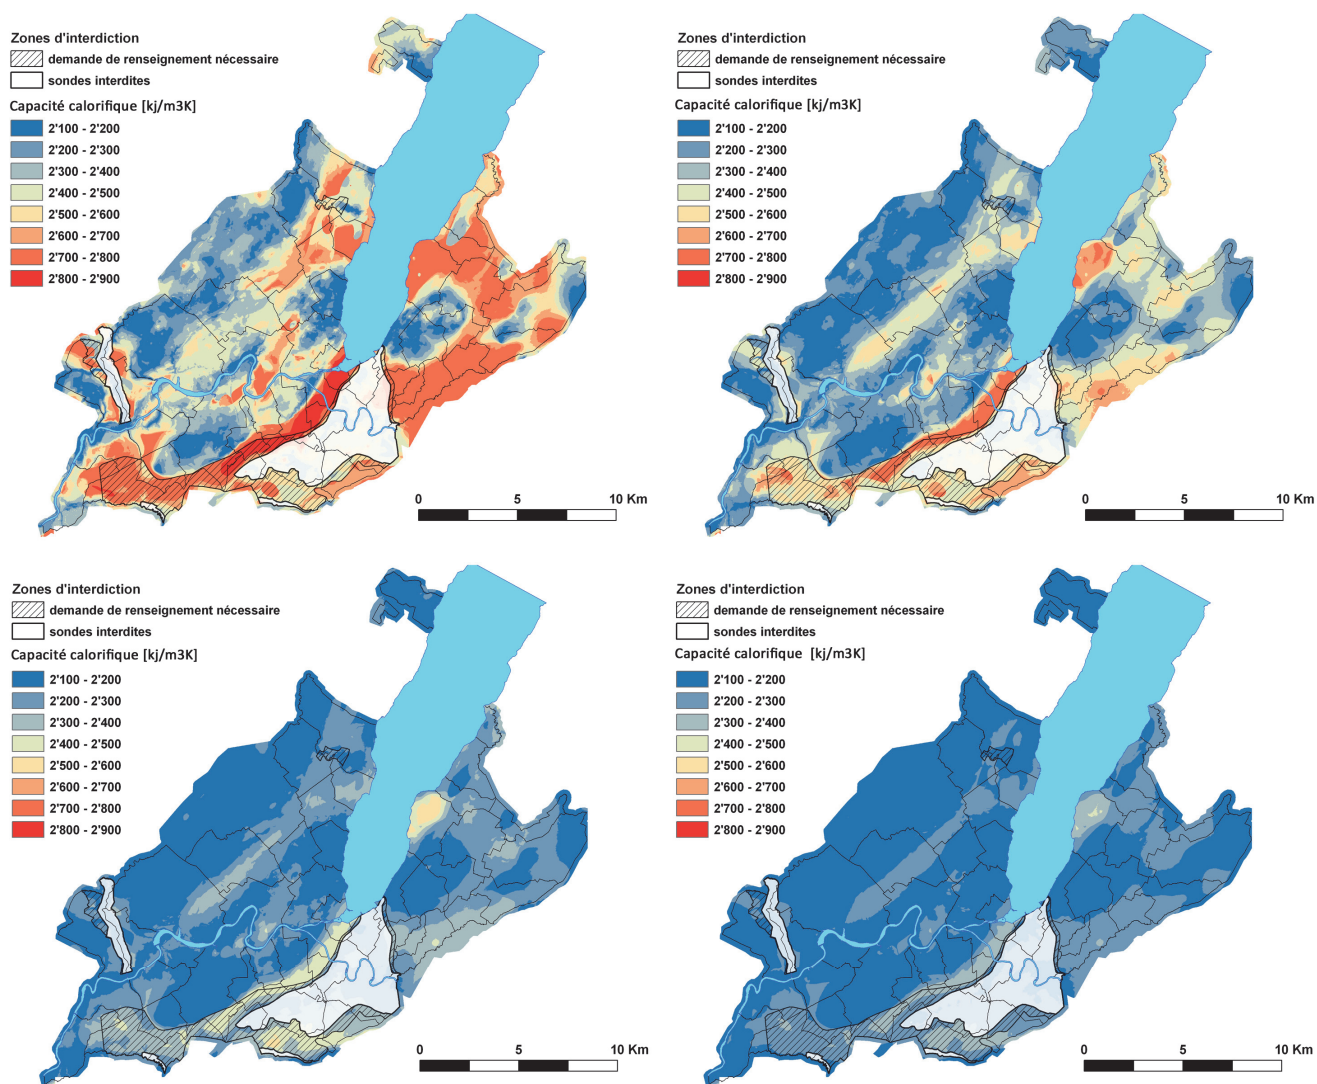 Zones d'interdiction
demande de renseignement nécessaire
sondes interdites
Capacité calorifique [kj/m3K]
2'100 - 2'200
2'200 - 2'300
2'300 - 2'400
2'400 - 2'500
2'500 - 2'600
2'600 - 2'700
2'700 - 2'800
2'800 - 2'900
0 5 10 Km
Zones d'interdiction
demande de renseignement nécessaire
sondes interdites
Capacité calorifique [kj/m3K]
2'100 - 2'200
2'200 - 2'300
2'300 - 2'400
2'400 - 2'500
2'500 - 2'600
2'600 - 2'700
2'700 - 2'800
2'800 - 2'900
0 5 10 Km
Zones d'interdiction
demande de renseignement nécessaire
sondes interdites
Capacité calorifique [kj/m3K]
2'100 - 2'200
2'200 - 2'300
2'300 - 2'400
2'400 - 2'500
2'500 - 2'600
2'600 - 2'700
2'700 - 2'800
2'800 - 2'900
0 5 10 Km
Zones d'interdiction
demande de renseignement nécessaire
sondes interdites
Capacité calorifique [kj/m3K]
2'100 - 2'200
2'200 - 2'300
2'300 - 2'400
2'400 - 2'500
2'500 - 2'600
2'600 - 2'700
2'700 - 2'800
2'800 - 2'900
0 5 10 Km